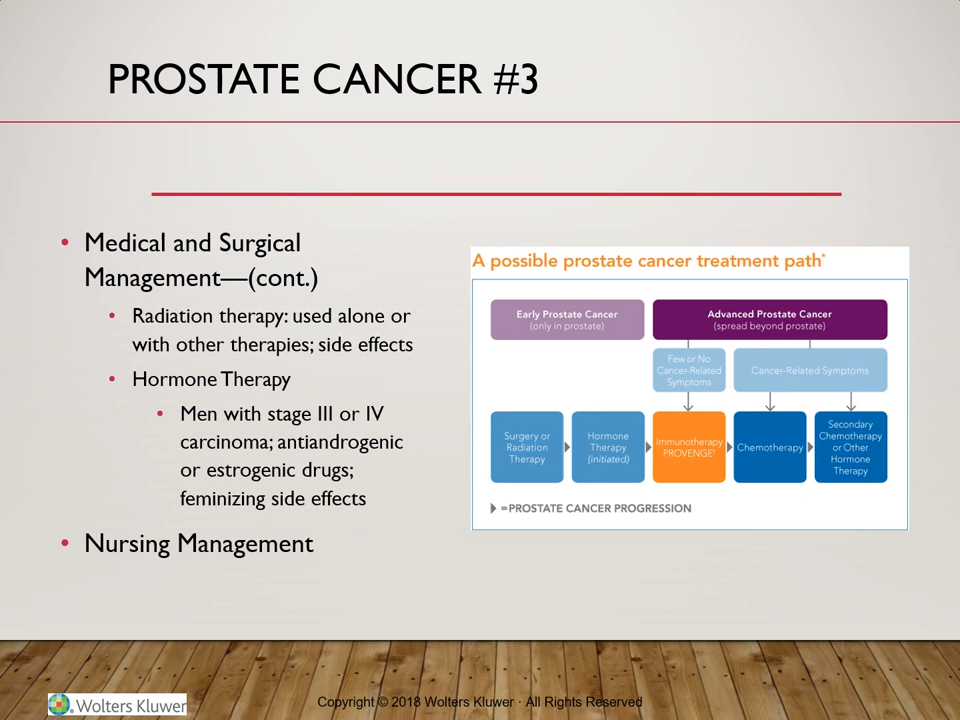 PROSTATE CANCER #3
• Medical and Surgical
Management—(cont.)
• Radiation therapy: used alone or
with other therapies; side effects
• Hormone Therapy
• Men with stage III or IV
carcinoma; antiandrogenic
or estrogenic drugs;
feminizing side effects
• Nursing Management
A possible prostate cancer treatment path*
Early Prostate Cancer
(only in prostate)
Advanced Prostate Cancer
(spread beyond prostate)
Few or No
Cancer-Related
Symptoms
Cancer-Related Symptoms
Surgery or
Radiation
Therapy
Hormone
Therapy
(initiated)
Immunotherapy
Chemotherapy
Secondary
Chemotherapy
or Other
Hormone
Therapy
=PROSTATE CANCER PROGRESSION
Wolters Kluwer
Copyright © 2018 Wolters Kluwer · All Rights Reserved